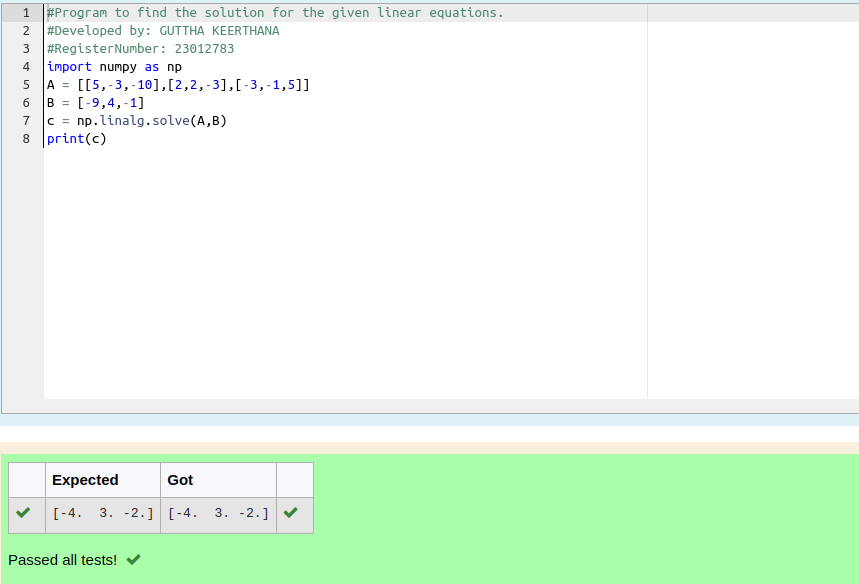 1 #Program to find the solution for the given linear equations.
2 #Developed by: GUTTHA KEERTHANA
3 #RegisterNumber: 23012783
4 import numpy as np
5 A = [[5,-3,-10],[2,2,-3],[-3,-1,5]]
6 B = [-9,4,-1]
7 c = np.linalg.solve(A,B)
8 print(c)
Expected Got
[-4.  3. -2.] [-4.  3. -2.]
Passed all tests!